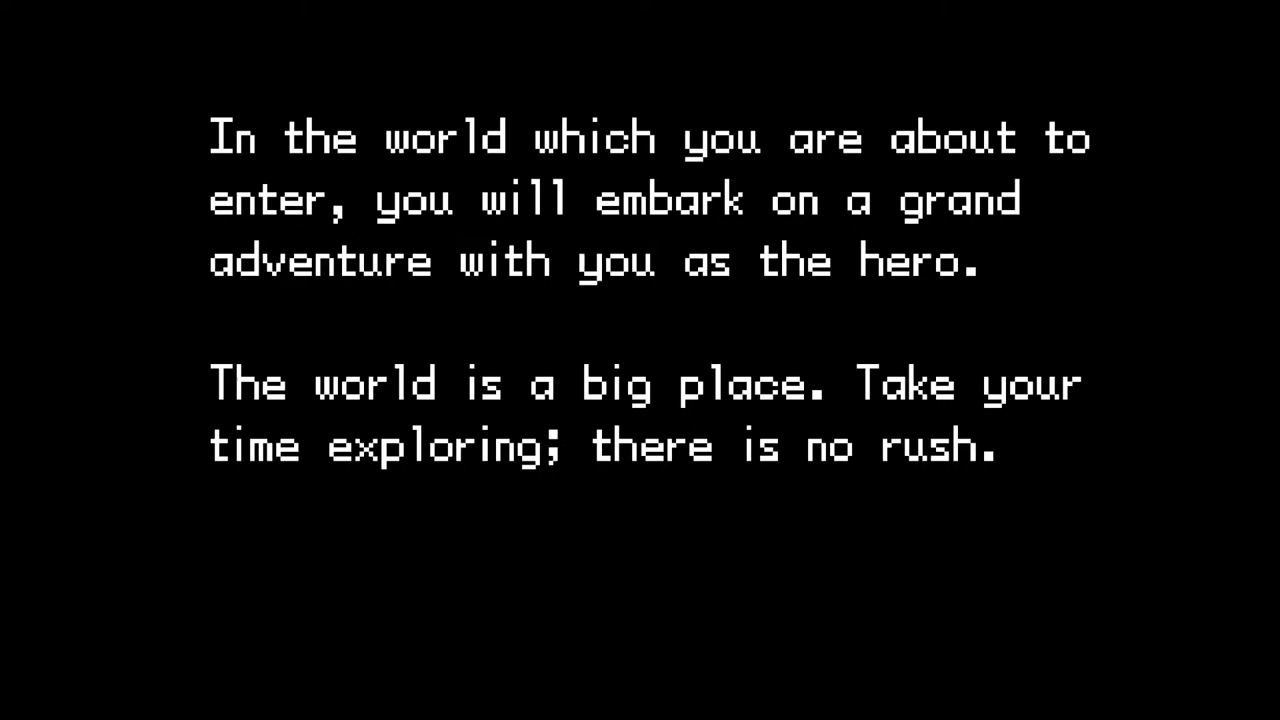 In the world which you are about to
enter, you will embark on a grand
adventure with you as the hero.
The world is a big place. Take your
time exploring; there is no rush.